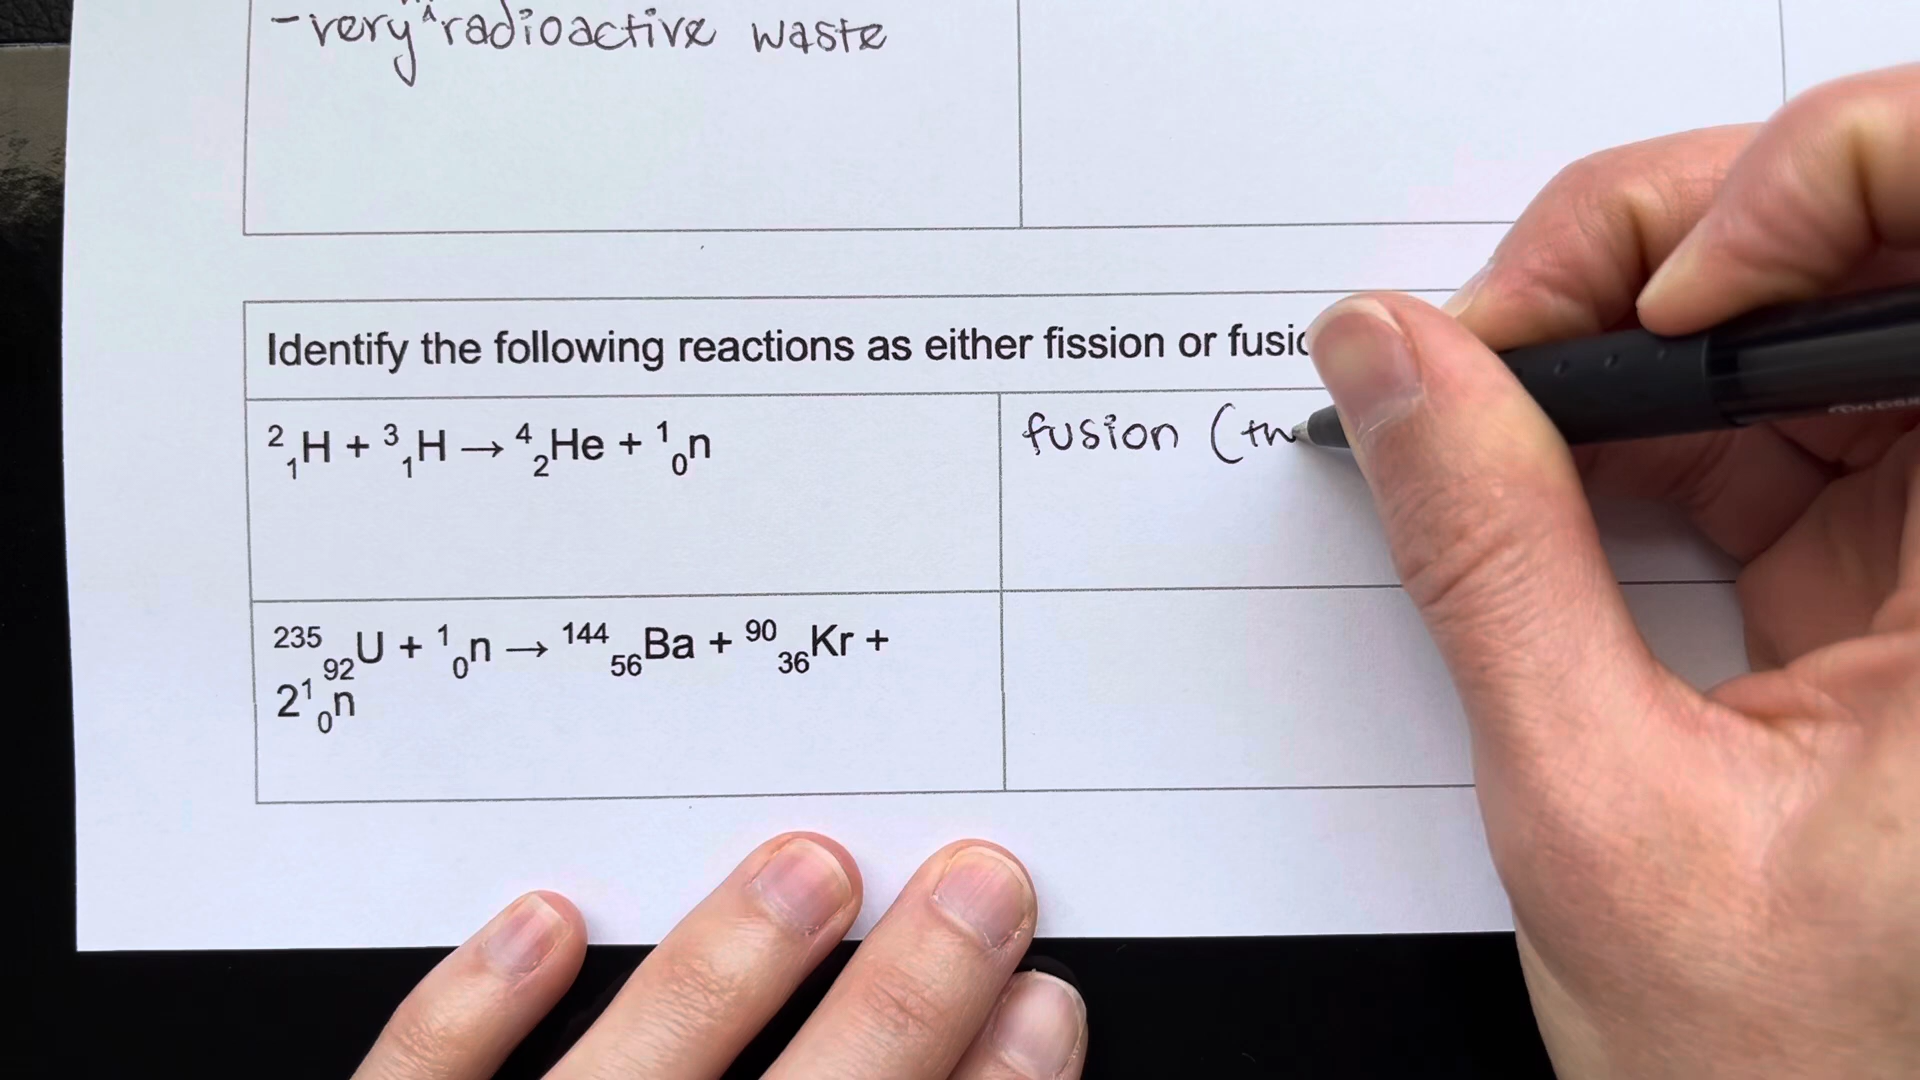 -very ^ radioactive waste
Identify the following reactions as either fission or fusio
²₁H + ³₁H → ⁴₂He + ¹₀n
fusion (tw
²³⁵₉₂U + ¹₀n → ¹⁴⁴₅₆Ba + ⁹⁰₃₆Kr +
2¹₀n